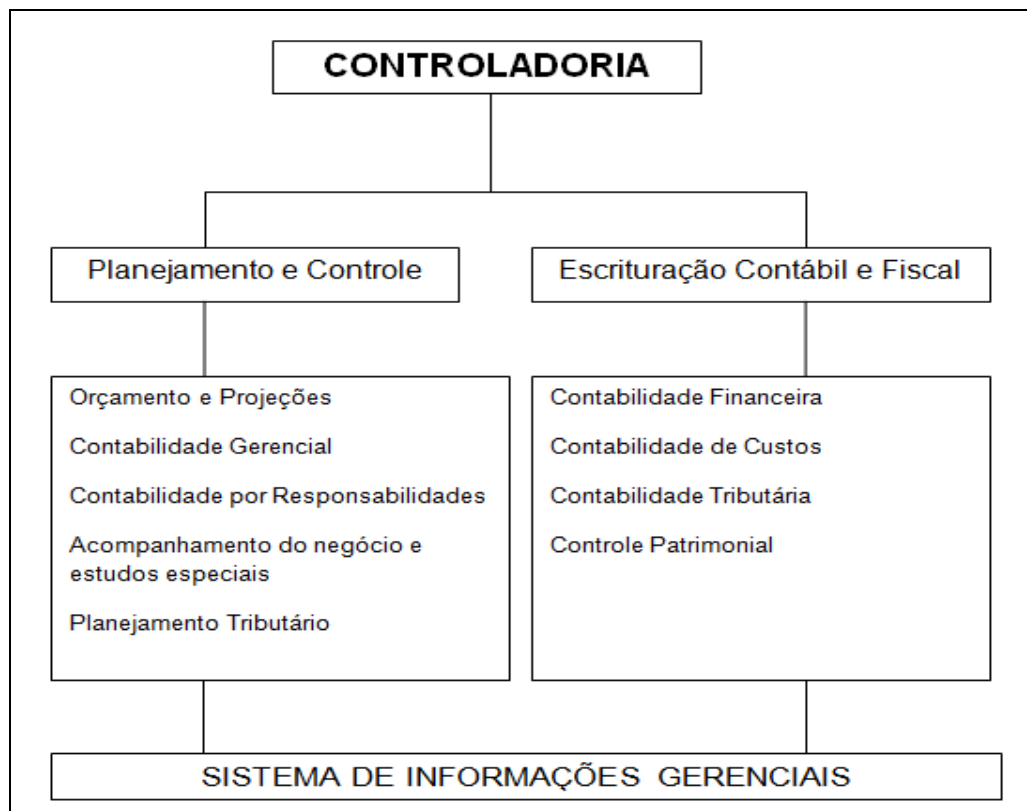 CONTROLADORIA
Planejamento e Controle
Escrituração Contábil e Fiscal
Orçamento e Projeções
Contabilidade Gerencial
Contabilidade por Responsabilidades
Acompanhamento do negócio e
estudos especiais
Planejamento Tributário
Contabilidade Financeira
Contabilidade de Custos
Contabilidade Tributária
Controle Patrimonial
SISTEMA DE INFORMAÇÕES GERENCIAIS